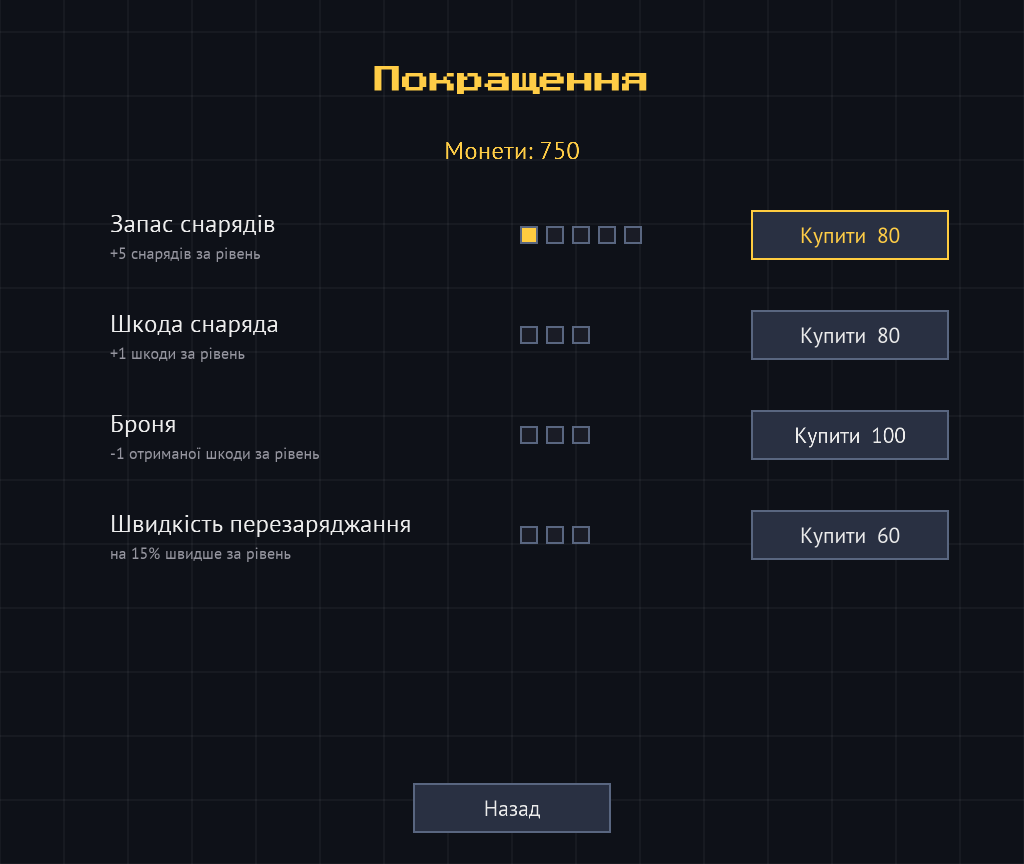 Покращення
Монети: 750
Запас снарядів
+5 снарядів за рівень
Купити 80
Шкода снаряда
+1 шкоди за рівень
Купити 80
Броня
-1 отриманої шкоди за рівень
Купити 100
Швидкість перезаряджання
на 15% швидше за рівень
Купити 60
Назад